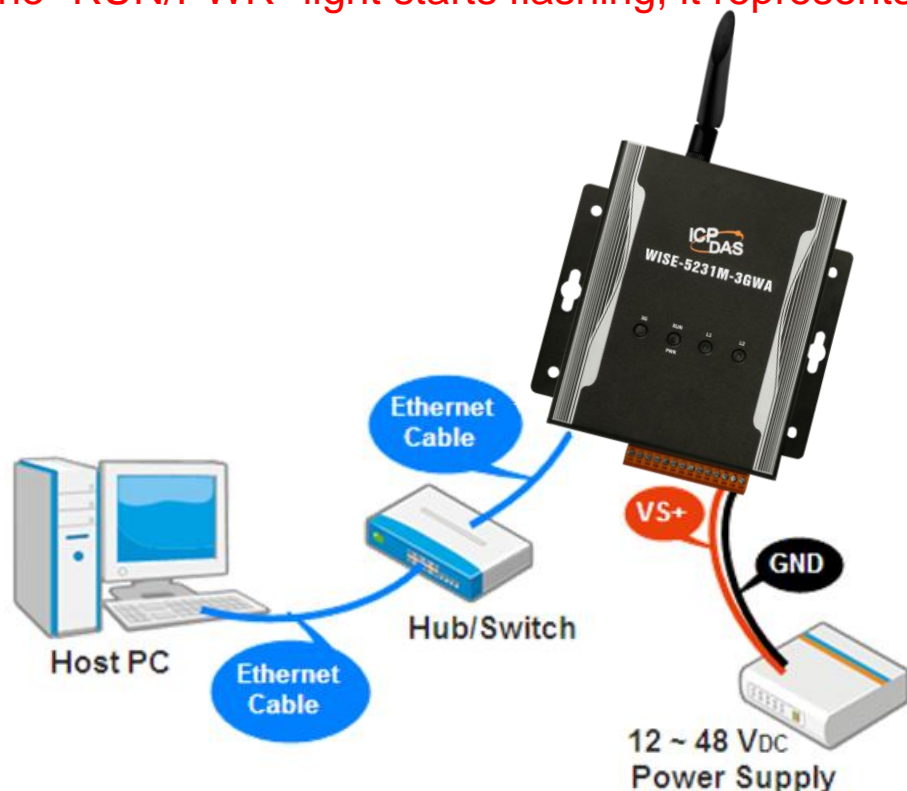 "RUN/PWR" light starts flashing, it represents
ICP
DAS
WISE-5231M-3GWA
3G
RUN
L1
L2
PWR
Ethernet
Cable
VS+
GND
Hub/Switch
Host PC
Ethernet
Cable
12 ~ 48 VDC
Power Supply